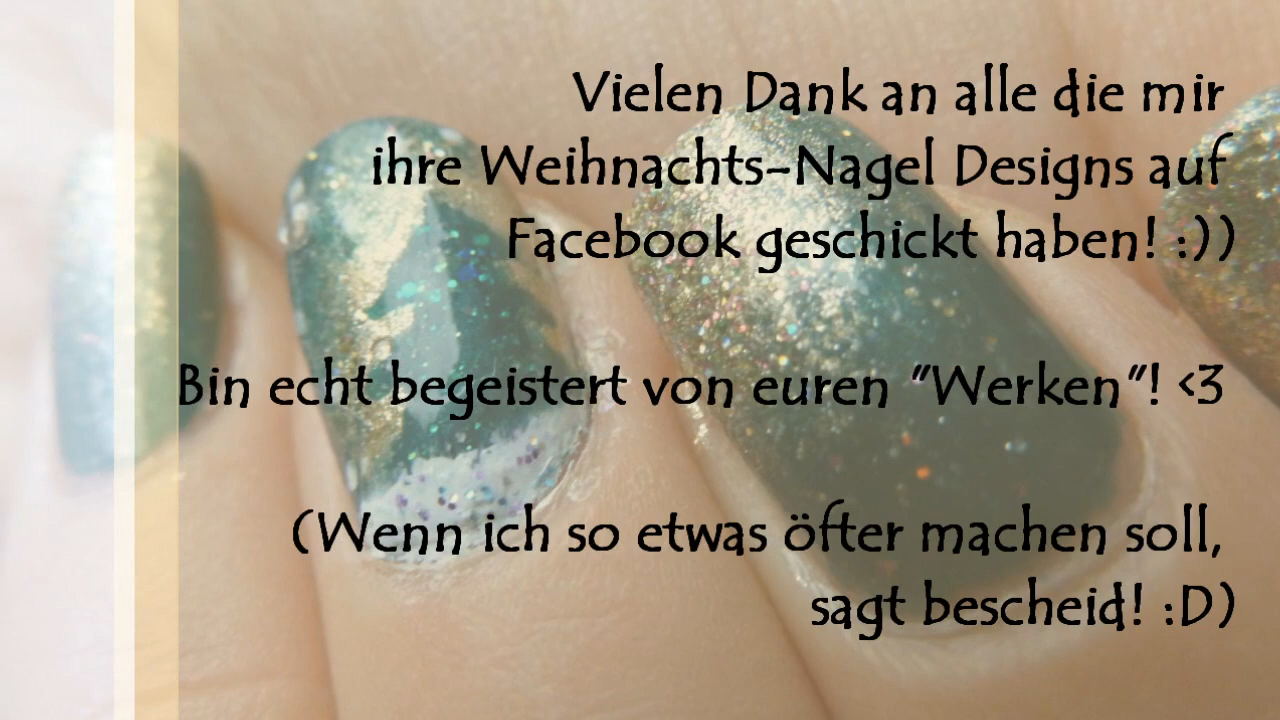 Vielen Dank an alle die mir
ihre Weihnachts-Nagel Designs auf
Facebook geschickt haben! :))
Bin echt begeistert von euren "Werken"! <3
(Wenn ich so etwas öfter machen soll,
sagt bescheid! :D)